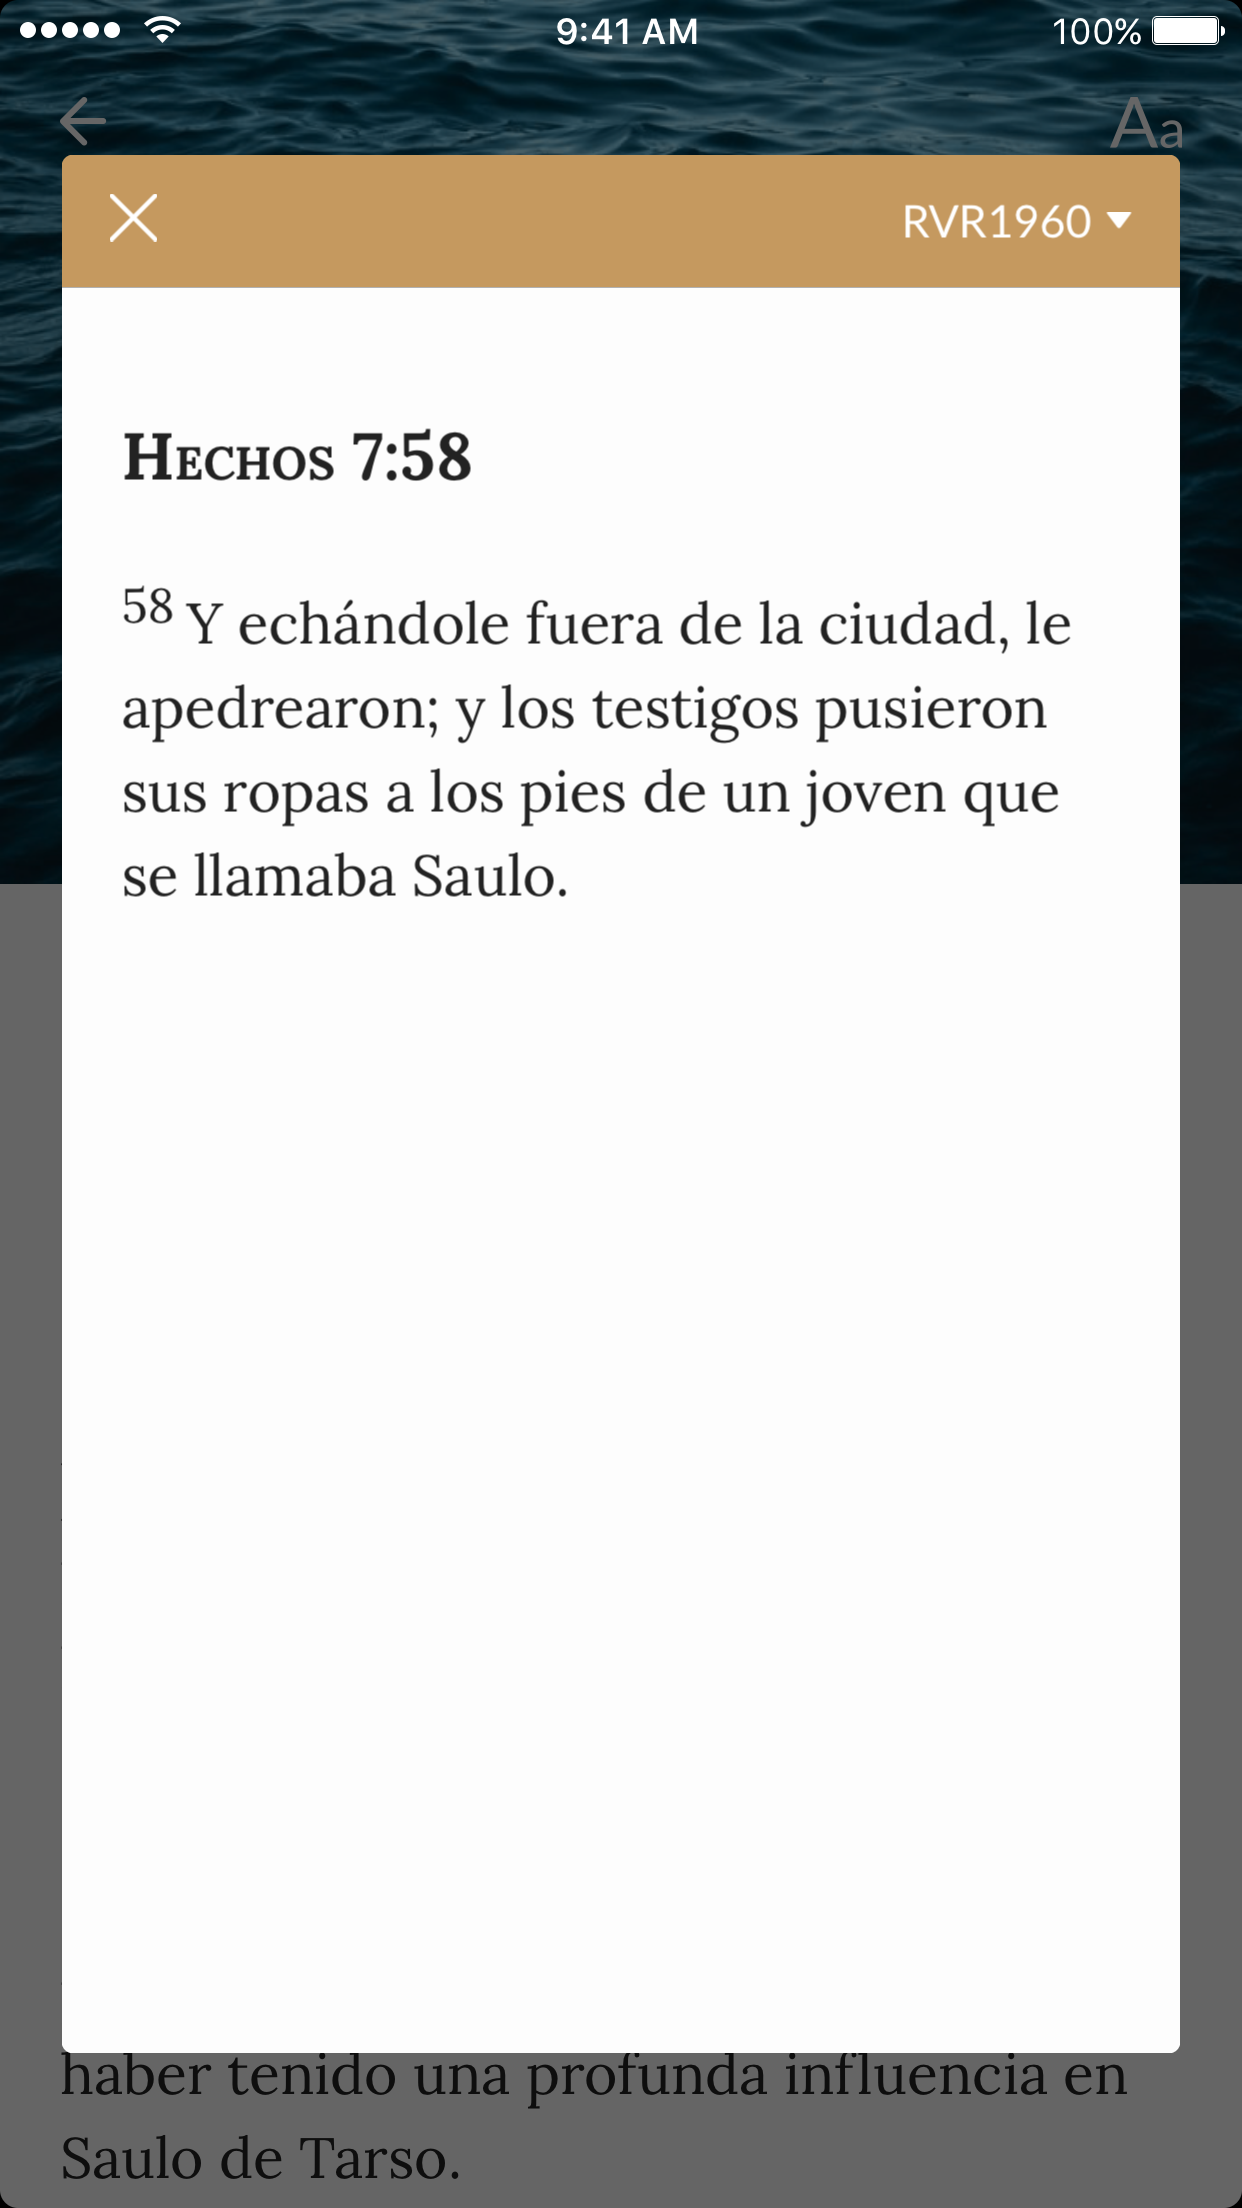 9:41 AM
100%
Aa
RVR1960
Hechos 7:58
58 Y echándole fuera de la ciudad, le
apedrearon; y los testigos pusieron
sus ropas a los pies de un joven que
se llamaba Saulo.
haber tenido una profunda influencia en
Saulo de Tarso.